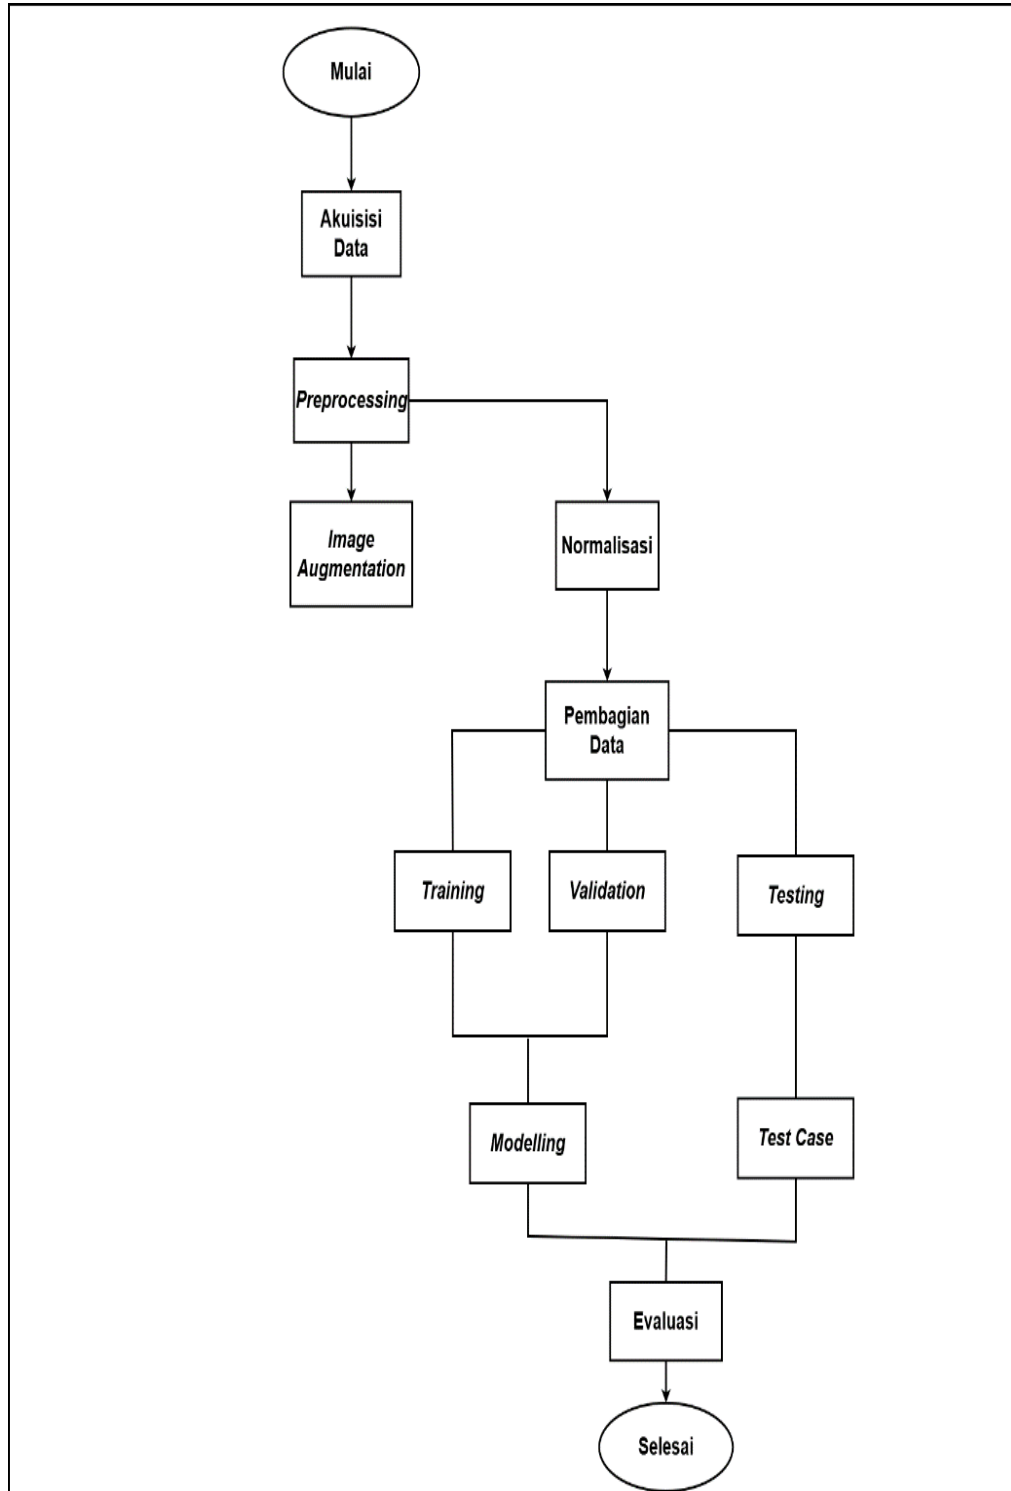 Mulai
Akuisisi
Data
Preprocessing
Image
Augmentation
Normalisasi
Pembagian
Data
Training
Validation
Testing
Modelling
Test Case
Evaluasi
Selesai